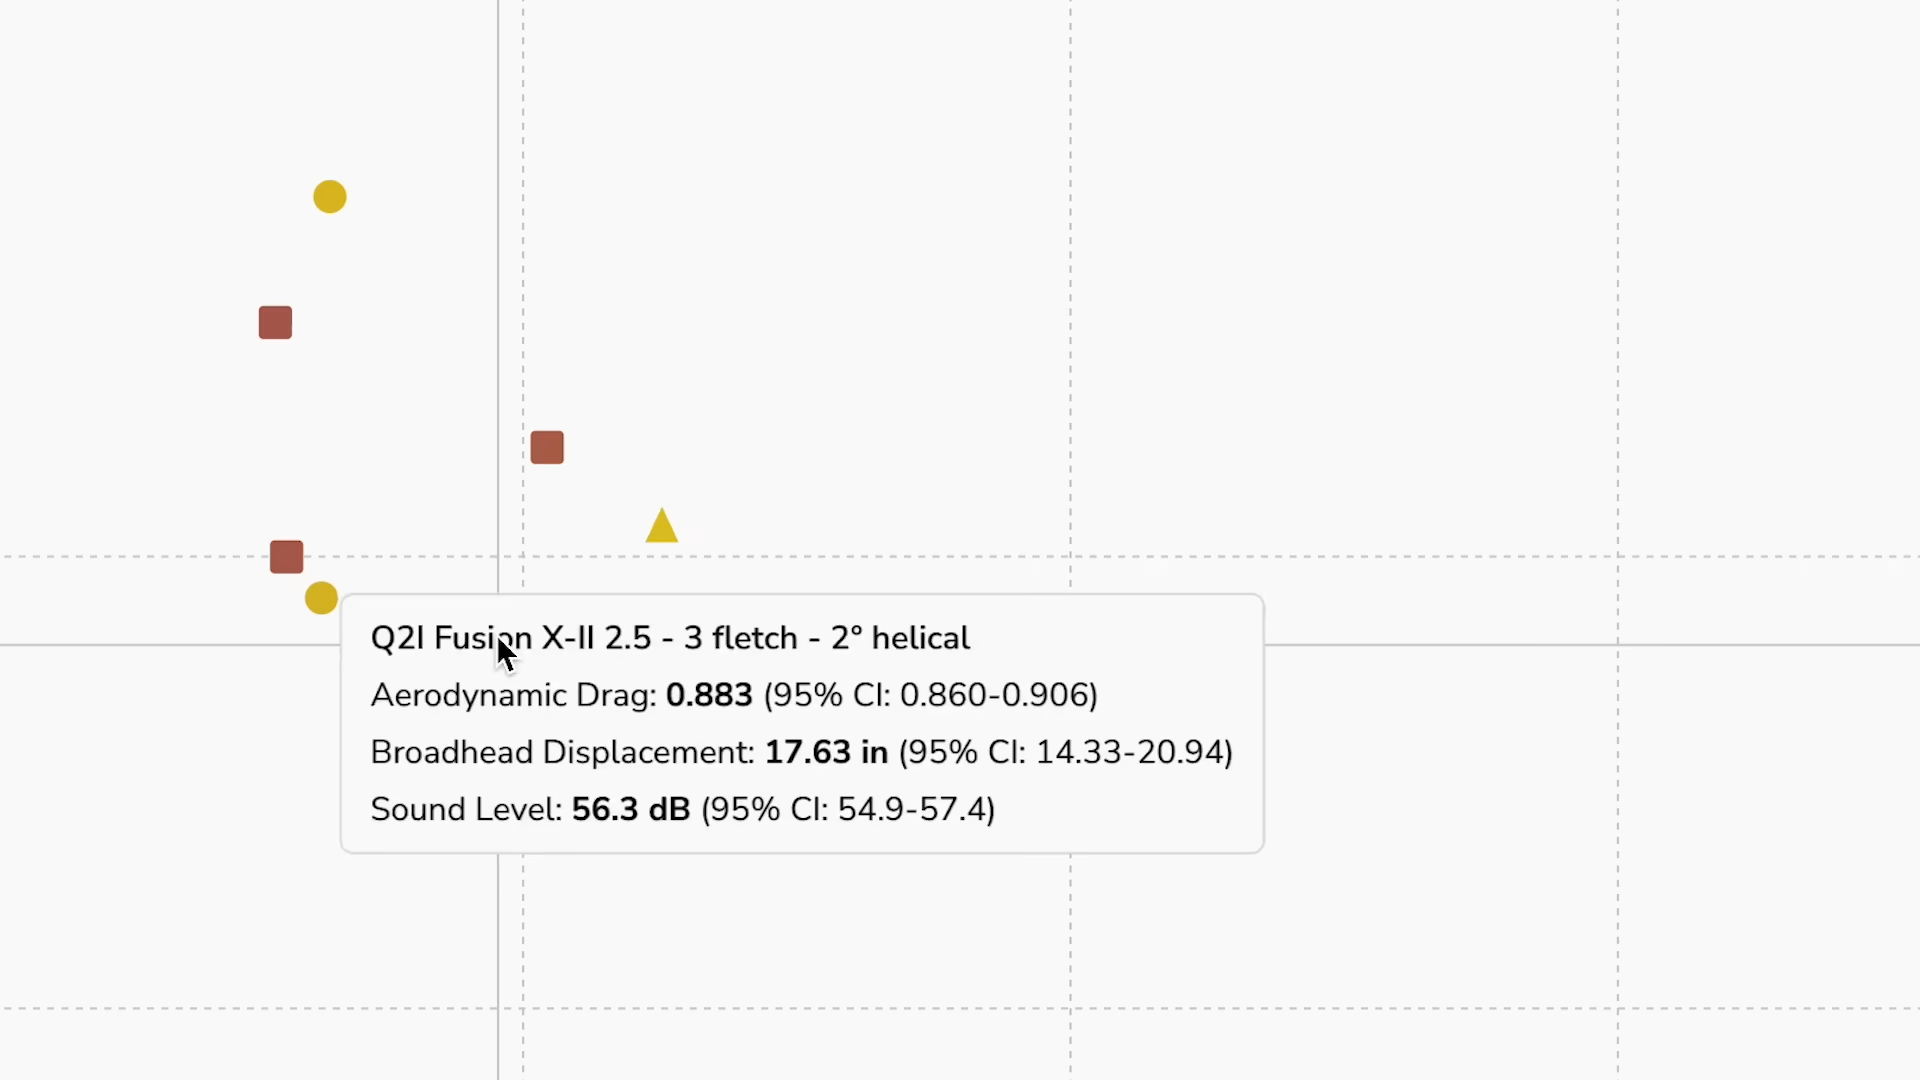 Q2I Fusion X-II 2.5 - 3 fletch - 2° helical
Aerodynamic Drag: 0.883 (95% CI: 0.860-0.906)
Broadhead Displacement: 17.63 in (95% CI: 14.33-20.94)
Sound Level: 56.3 dB (95% CI: 54.9-57.4)